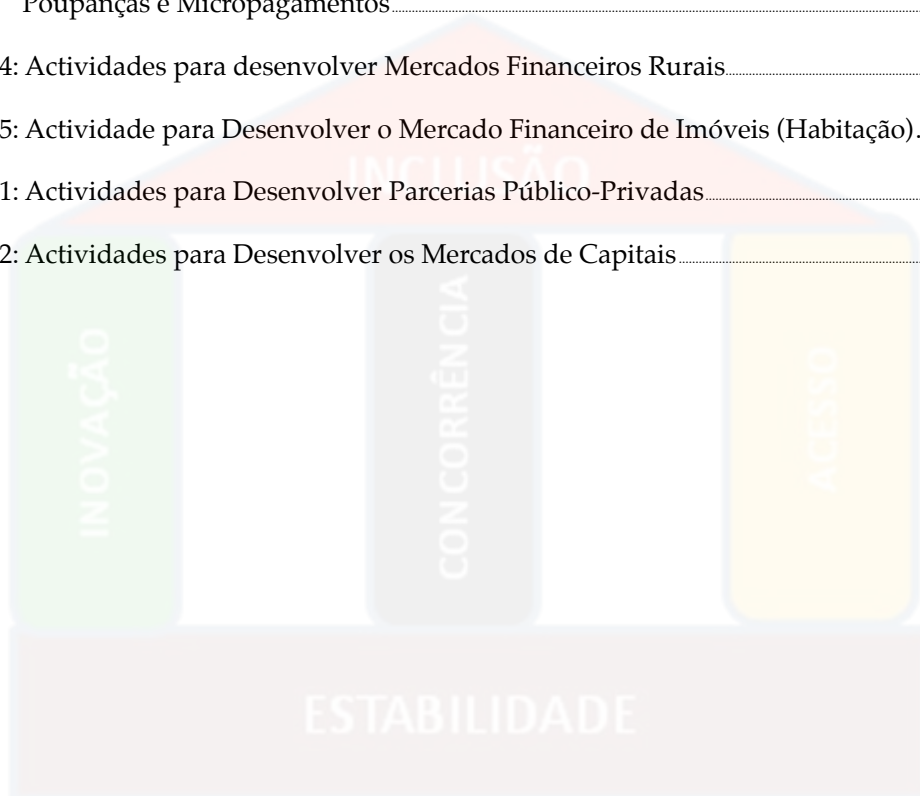 Poupanças e Micropagamentos
4: Actividades para desenvolver Mercados Financeiros Rurais
5: Actividade para Desenvolver o Mercado Financeiro de Imóveis (Habitação).
INCLUSÃO
1: Actividades para Desenvolver Parcerias Público-Privadas
2: Actividades para Desenvolver os Mercados de Capitais
INOVAÇÃO
CONCORRÊNCIA
ACESSO
ESTABILIDADE